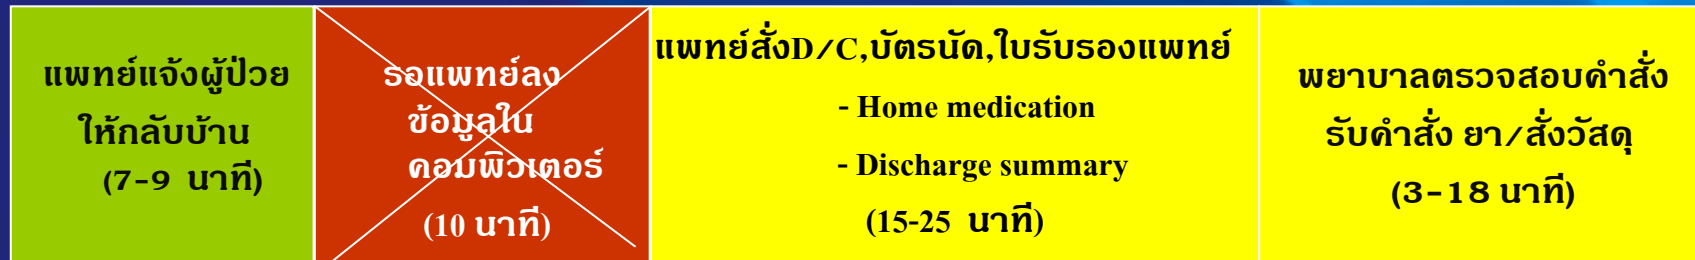 แพทย์แจ้งผู้ป่วย
ให้กลับบ้าน
(7-9 นาที)
รอแพทย์ลง
ข้อมูลใน
คอมพิวเตอร์
(10 นาที)
แพทย์สั่งD/C,บัตรนัด,ใบรับรองแพทย์
- Home medication
- Discharge summary
(15-25 นาที)
พยาบาลตรวจสอบคำสั่ง
รับคำสั่ง ยา/สั่งวัสดุ
(3-18 นาที)